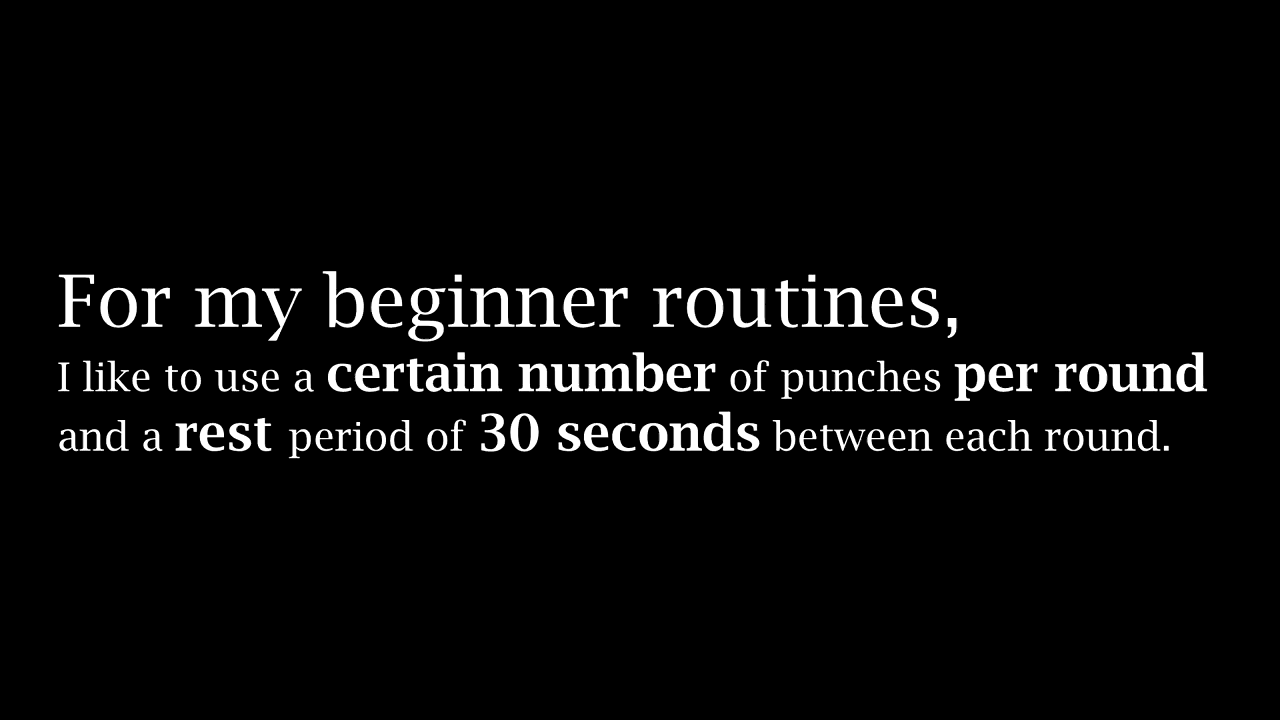 For my beginner routines,
I like to use a certain number of punches per round
and a rest period of 30 seconds between each round.